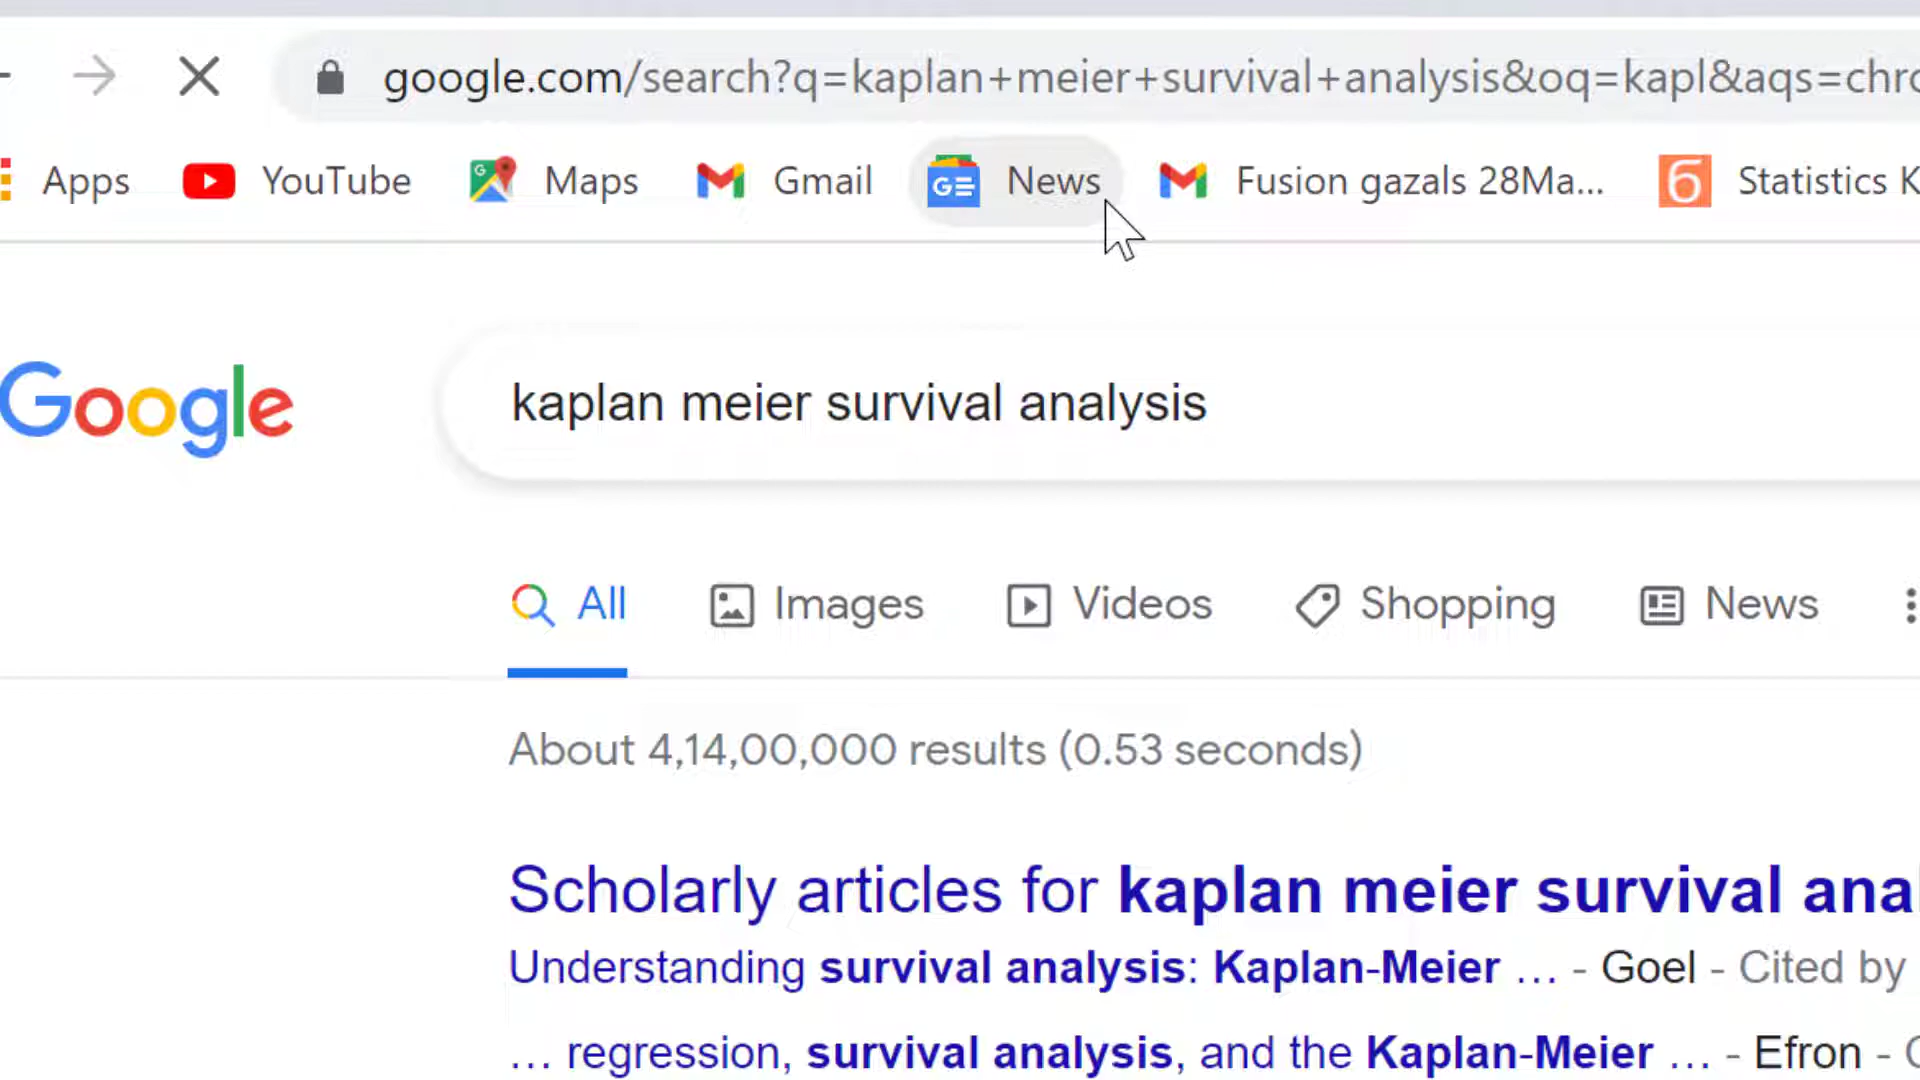 google.com/search?q=kaplan+meier+survival+analysis&oq=kapl&aqs=chro
Apps YouTube Maps Gmail News Fusion gazals 28Ma... Statistics K
Google kaplan meier survival analysis
All Images Videos Shopping News
About 4,14,00,000 results (0.53 seconds)
Scholarly articles for kaplan meier survival anal
Understanding survival analysis: Kaplan-Meier … - Goel - Cited by
… regression, survival analysis, and the Kaplan-Meier … - Efron - C